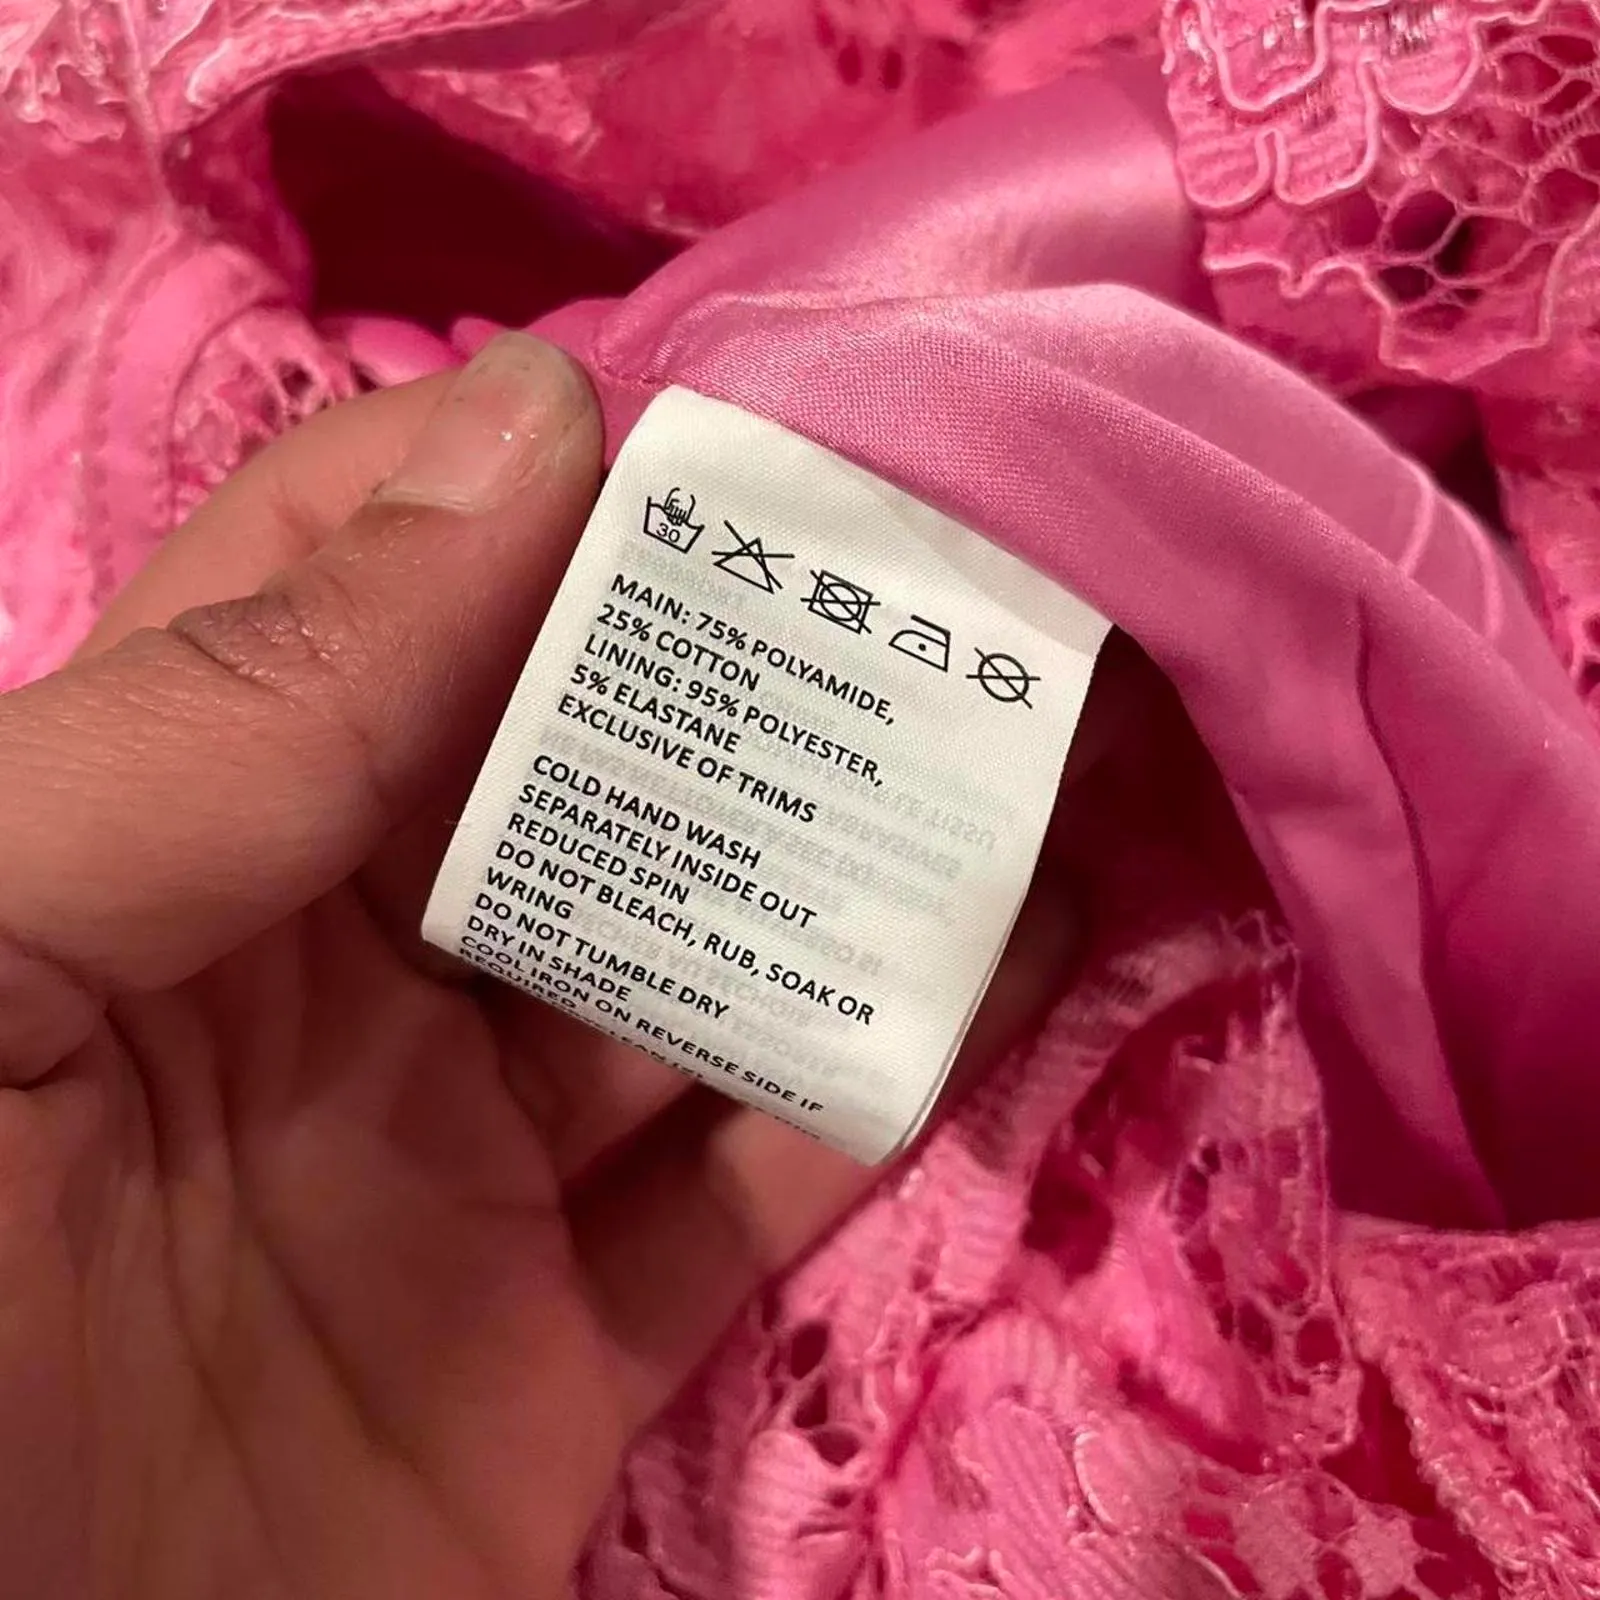 30
MAIN: 75% POLYAMIDE,
25% COTTON
LINING: 95% POLYESTER,
5% ELASTANE
EXCLUSIVE OF TRIMS
COLD HAND WASH
SEPARATELY INSIDE OUT
REDUCED SPIN
DO NOT BLEACH, RUB, SOAK OR
WRING
DO NOT TUMBLE DRY
DRY IN SHADE
COOL IRON ON REVERSE SIDE IF
REQUIRED